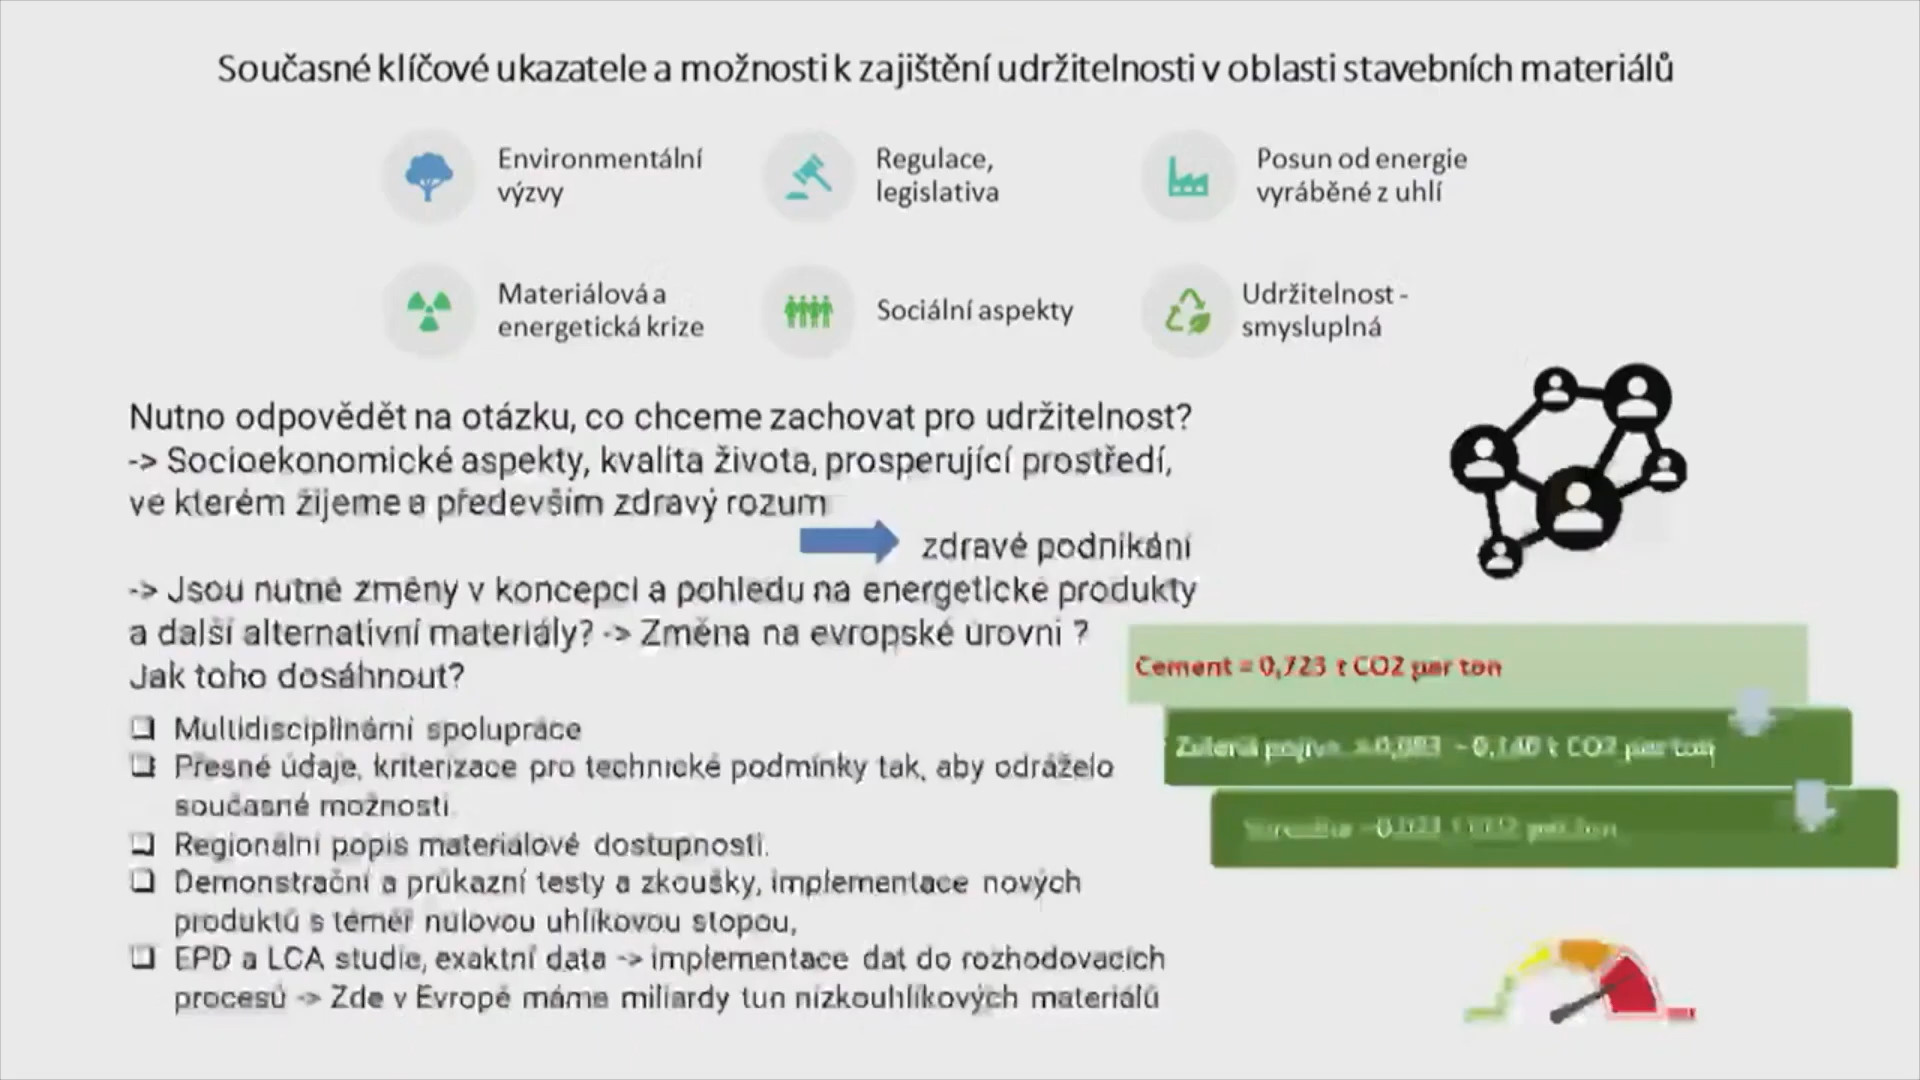 Současné klíčové ukazatele a možnosti k zajištění udržitelnosti v oblasti stavebních materiálů
Environmentální
výzvy
Regulace,
legislativa
Posun od energie
vyráběné z uhlí
Materiálová a
energetická krize
Sociální aspekty
Udržitelnost -
smysluplná
Nutno odpovědět na otázku, co chceme zachovat pro udržitelnost?
-> Socioekonomické aspekty, kvalita života, prosperující prostředí,
ve kterém žijeme a především zdravý rozum
zdravé podnikání
-> Jsou nutné změny v koncepci a pohledu na energetické produkty
a další alternativní materiály? -> Změna na evropské úrovni ?
Jak toho dosáhnout?
❑ Multidisciplinární spolupráce
❑ Přesné údaje, kriterizace pro technické podmínky tak, aby odráželo
současné možnosti.
❑ Regionální popis materiálové dostupnosti.
❑ Demonstrační a průkazní testy a zkoušky, implementace nových
produktů s téměř nulovou uhlíkovou stopou,
❑ EPD a LCA studie, exaktní data -> implementace dat do rozhodovacích
procesů -> Zde v Evropě máme miliardy tun nízkouhlíkových materiálů
Cement = 0,723 t CO2 per ton
t CO2 per ton